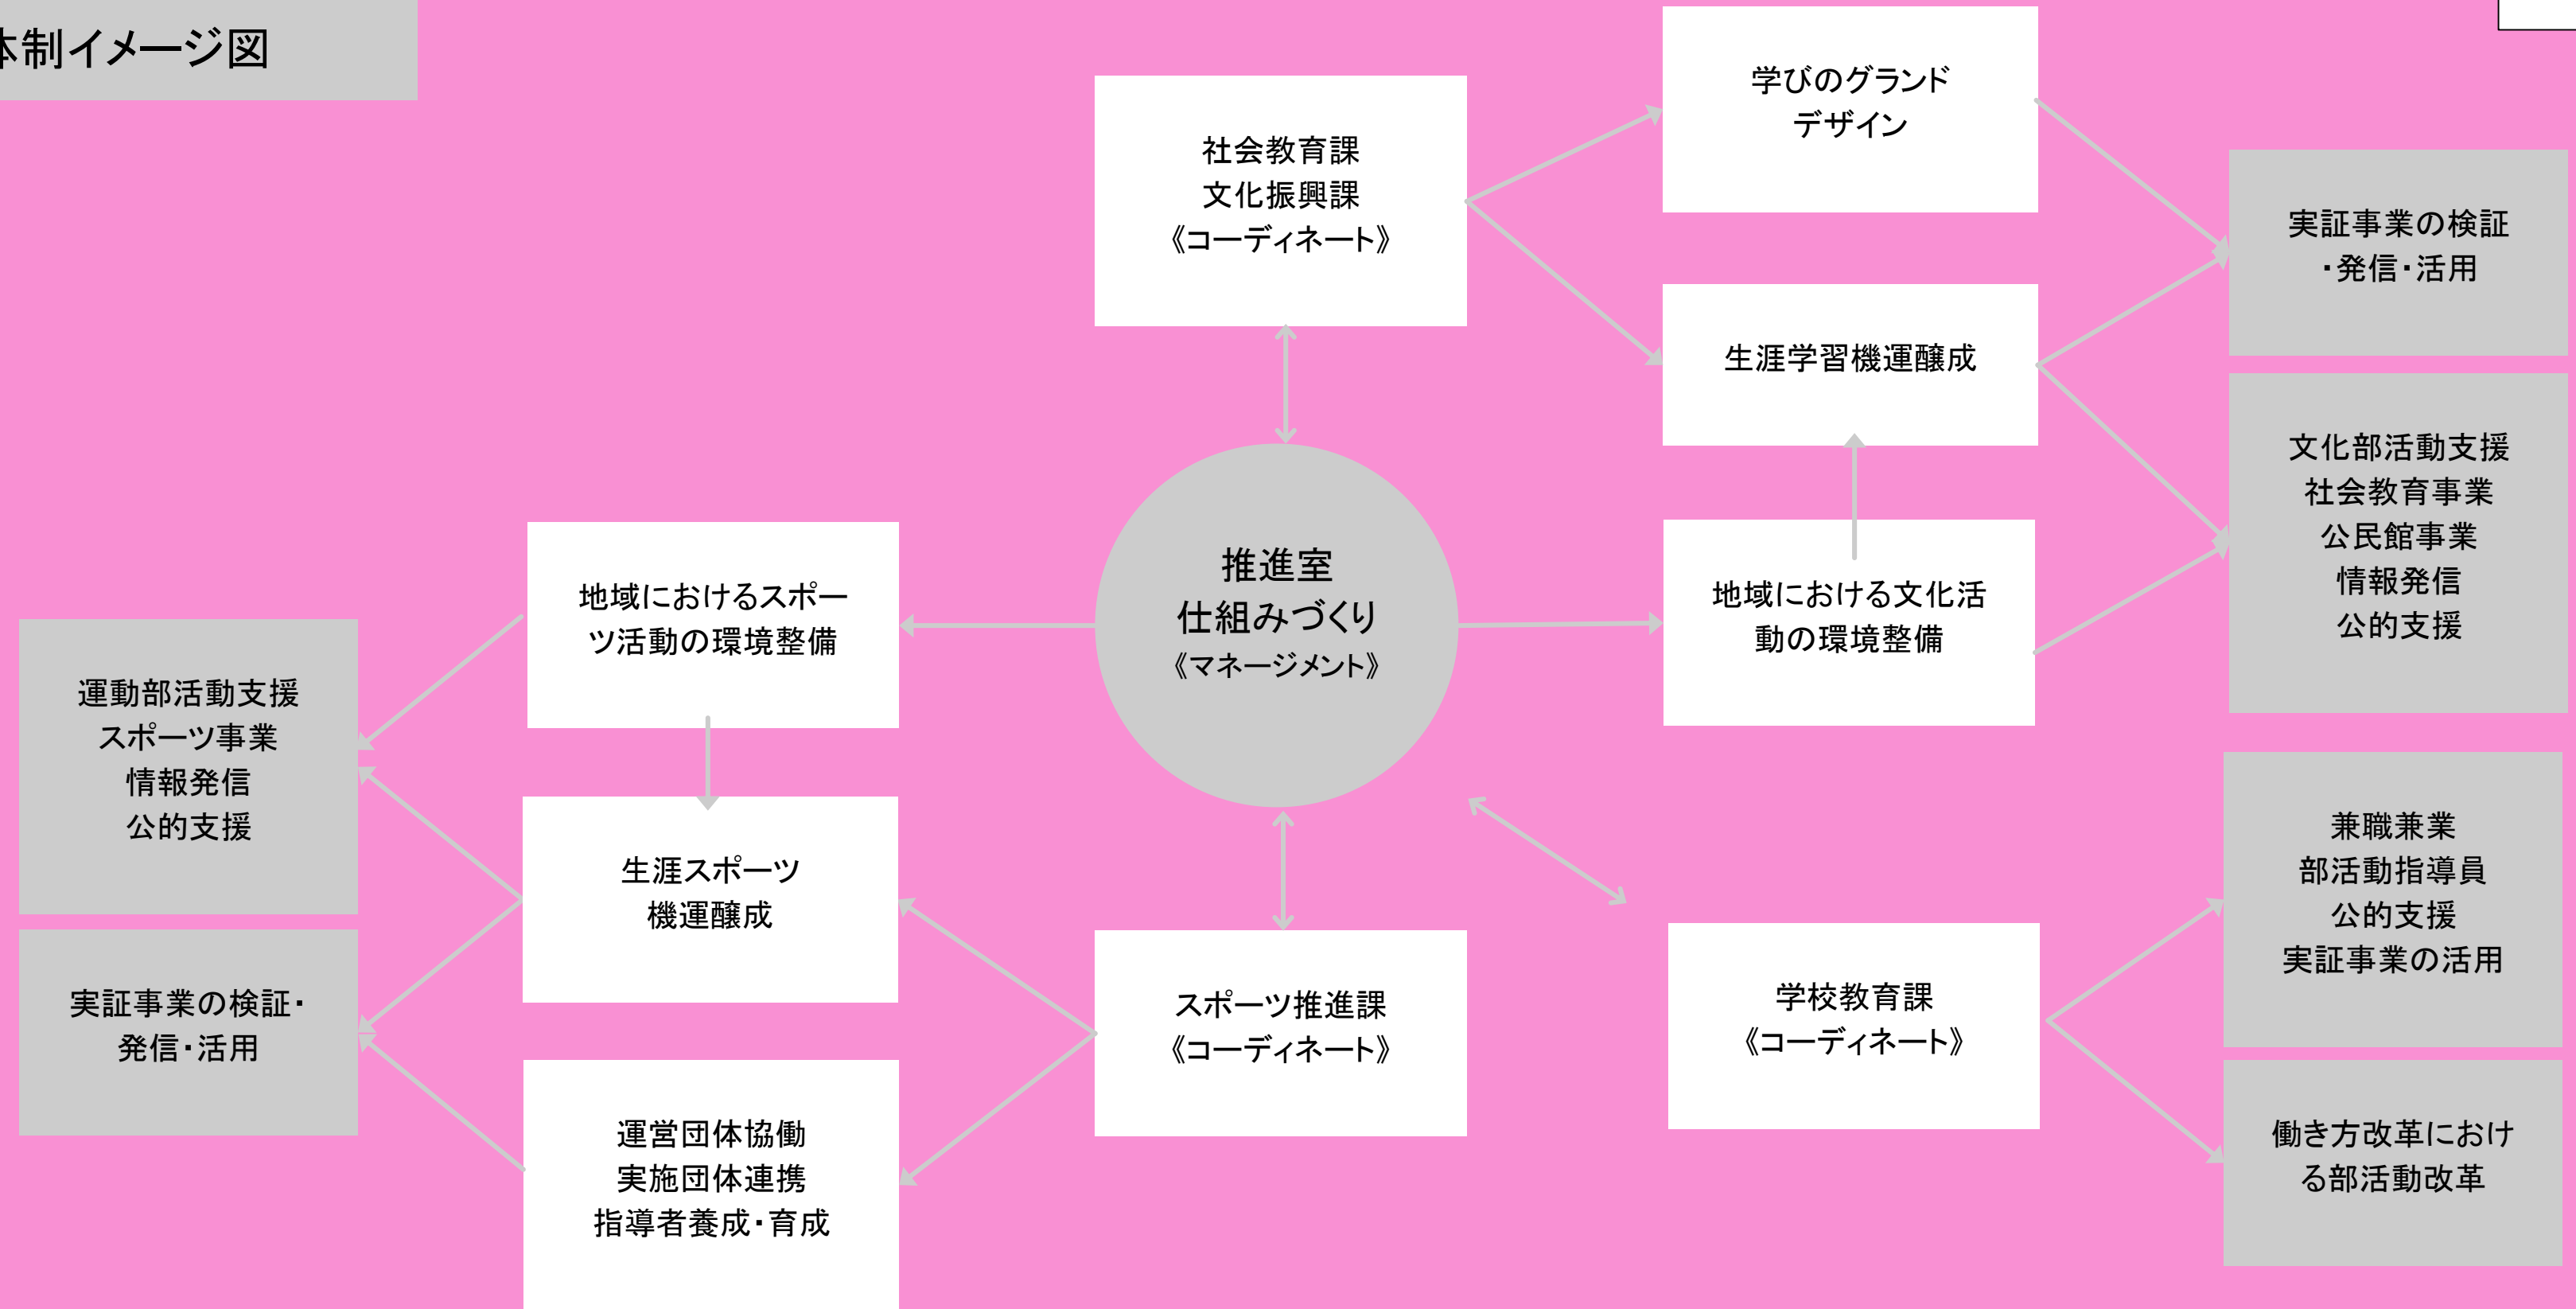 体制イメージ図
社会教育課
文化振興課
《コーディネート》
学びのグランド
デザイン
生涯学習機運醸成
実証事業の検証
・発信・活用
文化部活動支援
社会教育事業
公民館事業
情報発信
公的支援
推進室
仕組みづくり
《マネージメント》
地域における文化活
動の環境整備
地域におけるスポー
ツ活動の環境整備
運動部活動支援
スポーツ事業
情報発信
公的支援
生涯スポーツ
機運醸成
実証事業の検証・
発信・活用
運営団体協働
実施団体連携
指導者養成・育成
スポーツ推進課
《コーディネート》
学校教育課
《コーディネート》
兼職兼業
部活動指導員
公的支援
実証事業の活用
働き方改革におけ
る部活動改革